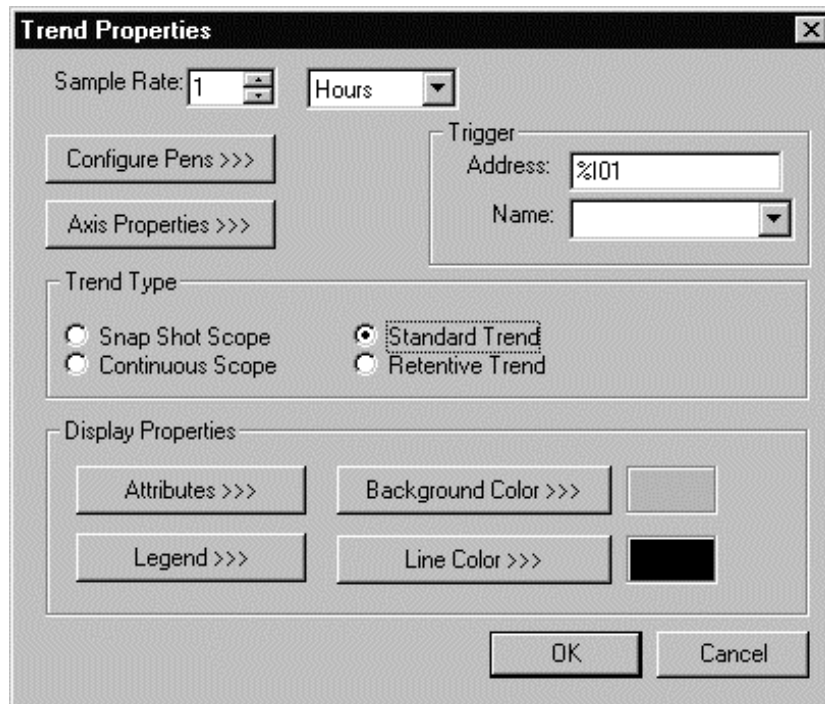 Trend Properties
Sample Rate: 1 Hours
Configure Pens >>>
Axis Properties >>>
Trigger
Address: %I01
Name:
Trend Type
Snap Shot Scope
Standard Trend
Continuous Scope
Retentive Trend
Display Properties
Attributes >>>
Background Color >>>
Legend >>>
Line Color >>>
OK
Cancel